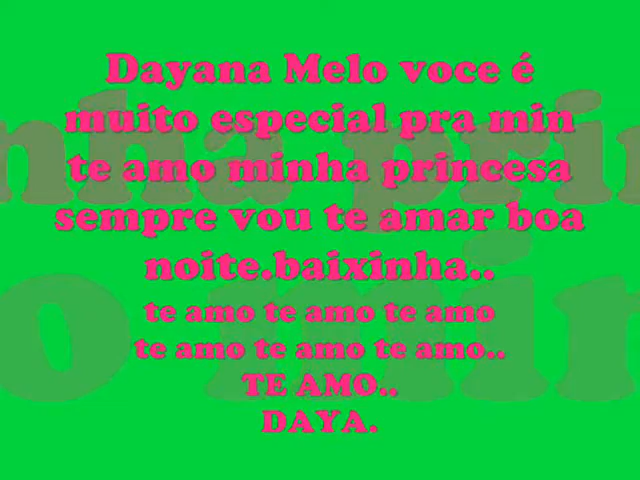 Dayana Melo voce é
muito especial pra min
te amo minha princesa
sempre vou te amar boa
noite.baixinha..
te amo te amo te amo
te amo te amo te amo..
TE AMO..
DAYA.